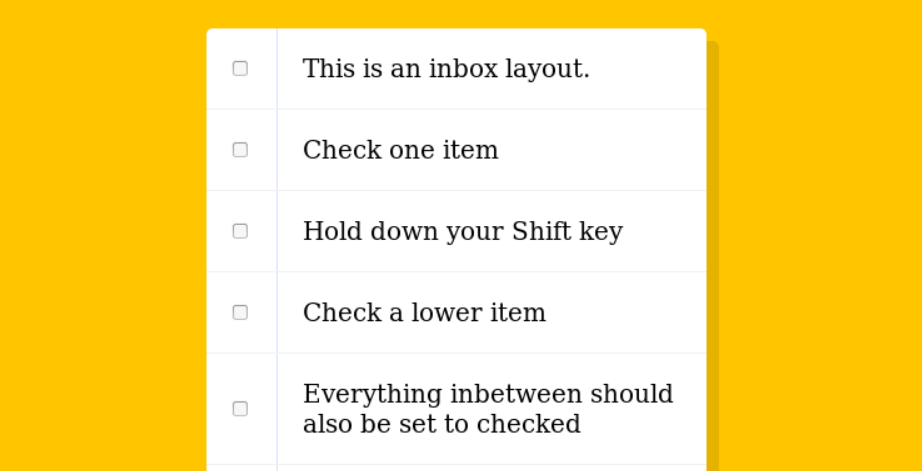 This is an inbox layout.
Check one item
Hold down your Shift key
Check a lower item
Everything inbetween should
also be set to checked